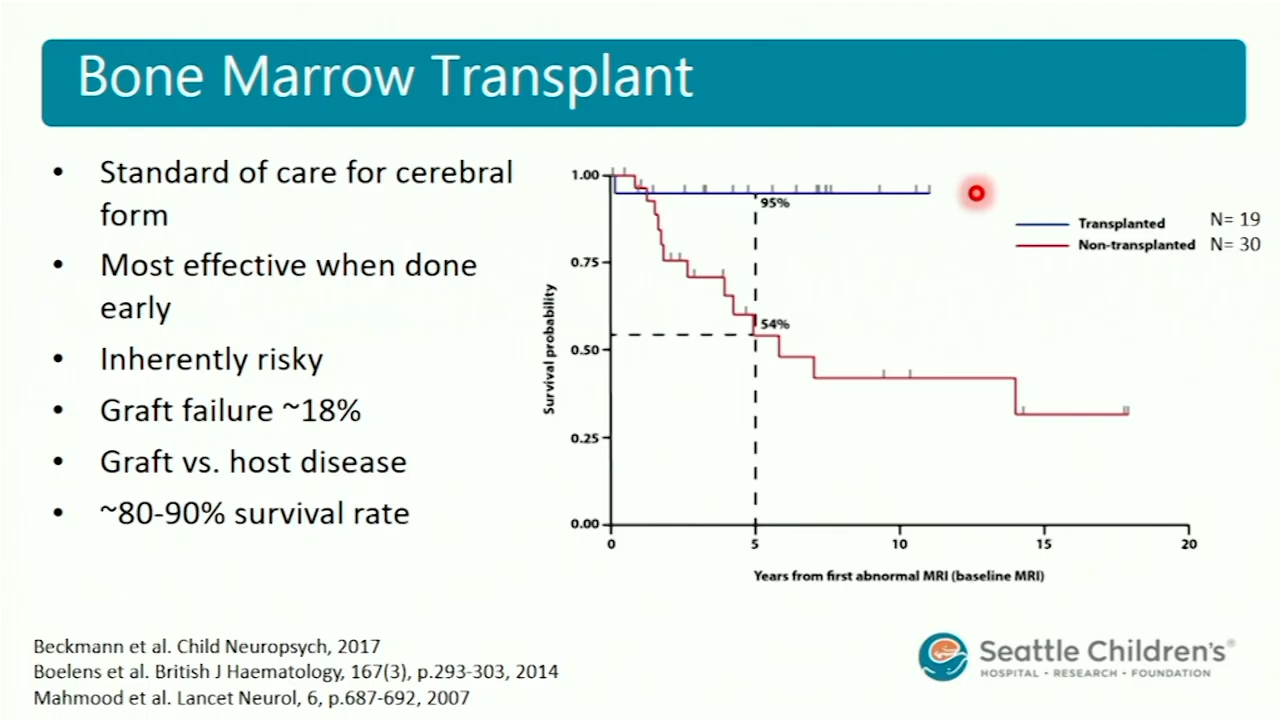 Bone Marrow Transplant
• Standard of care for cerebral
form
• Most effective when done
early
• Inherently risky
• Graft failure ~18%
• Graft vs. host disease
• ~80-90% survival rate
Survival probability
1.00
0.75
0.50
0.25
0.00
95%
54%
Transplanted N= 19
Non-transplanted N= 30
0 5 10 15 20
Years from first abnormal MRI (baseline MRI)
Beckmann et al. Child Neuropsych, 2017
Boelens et al. British J Haematology, 167(3), p.293-303, 2014
Mahmood et al. Lancet Neurol, 6, p.687-692, 2007
Seattle Children's®
HOSPITAL • RESEARCH • FOUNDATION